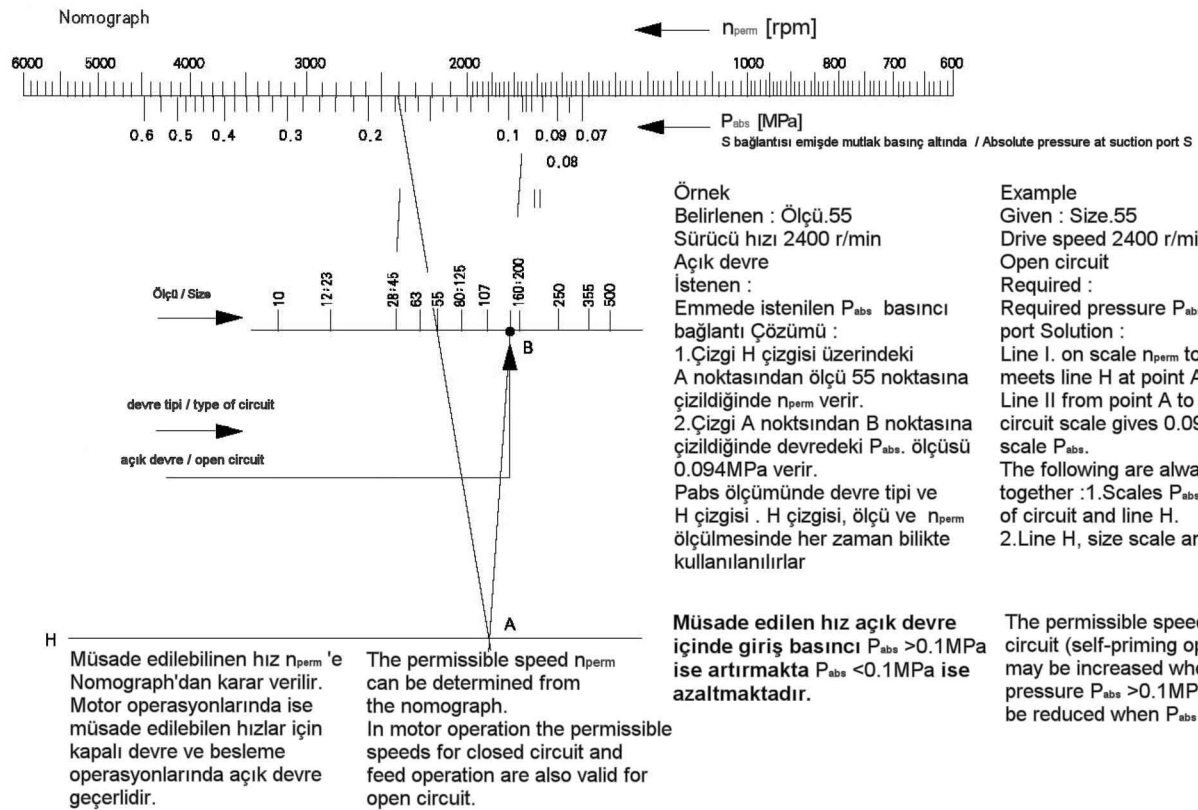 Nomograph
nperm [rpm]
6000 5000 4000 3000 2000 1000 900 800 700 600
Pabs [MPa]
0.6 0.5 0.4 0.3 0.2 0.1 0.09 0.07
S bağlantısı emişde mutlak basınç altında / Absolute pressure at suction port S
0.08
II
Ölçü / Size
10 12:23 28:45 63 55 80:125 107 160:200 250 355 500
B
devre tipi / type of circuit
açık devre / open circuit
A
H
Örnek
Belirlenen : Ölçü.55
Sürücü hızı 2400 r/min
Açık devre
İstenen :
Emmede istenilen Pabs basıncı
bağlantı Çözümü :
1.Çizgi H çizgisi üzerindeki
A noktasından ölçü 55 noktasına
çizildiğinde nperm verir.
2.Çizgi A noktsından B noktasına
çizildiğinde devredeki Pabs. ölçüsü
0.094MPa verir.
Pabs ölçümünde devre tipi ve
H çizgisi . H çizgisi, ölçü ve nperm
ölçülmesinde her zaman bilikte
kullanılanılırlar
Example
Given : Size.55
Drive speed 2400 r/mi
Open circuit
Required :
Required pressure Pabs
port Solution :
Line I. on scale nperm to
meets line H at point A
Line II from point A to
circuit scale gives 0.09
scale Pabs.
The following are alwa
together :1.Scales Pabs
of circuit and line H.
2.Line H, size scale an
Müsade edilebilinen hız nperm 'e
Nomograph'dan karar verilir.
Motor operasyonlarında ise
müsade edilebilen hızlar için
kapalı devre ve besleme
operasyonlarında açık devre
geçerlidir.
The permissible speed nperm
can be determined from
the nomograph.
In motor operation the permissible
speeds for closed circuit and
feed operation are also valid for
open circuit.
Müsade edilen hız açık devre
içinde giriş basıncı Pabs >0.1MPa
ise artırmakta Pabs <0.1MPa ise
azaltmaktadır.
The permissible speed
circuit (self-priming op
may be increased whe
pressure Pabs >0.1MP
be reduced when Pabs